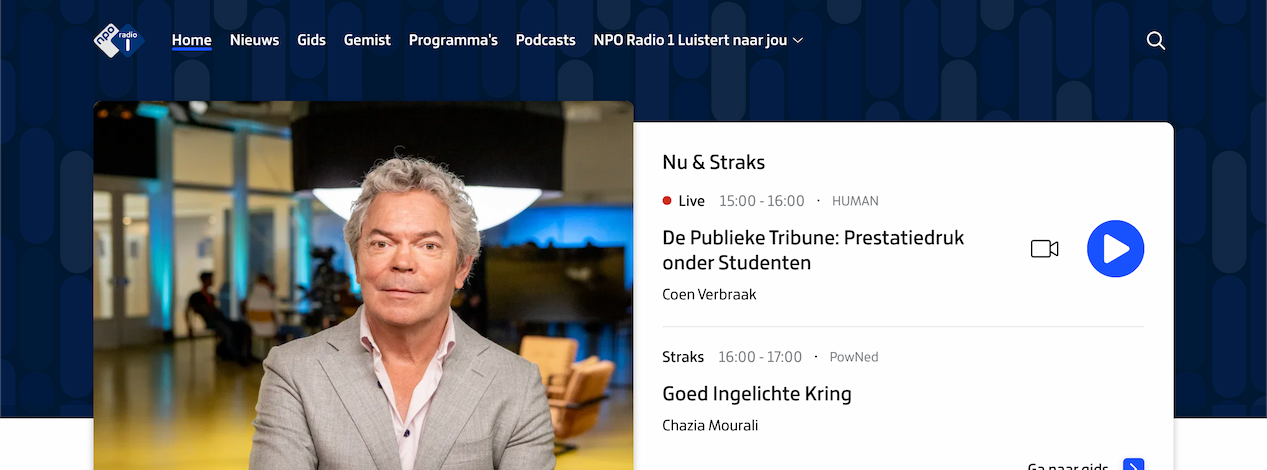 npo radio 1
Home Nieuws Gids Gemist Programma's Podcasts NPO Radio 1 Luistert naar jou
Nu & Straks
Live 15:00 - 16:00 · HUMAN
De Publieke Tribune: Prestatiedruk
onder Studenten
Coen Verbraak
Straks 16:00 - 17:00 · PowNed
Goed Ingelichte Kring
Chazia Mourali
Ga naar gids